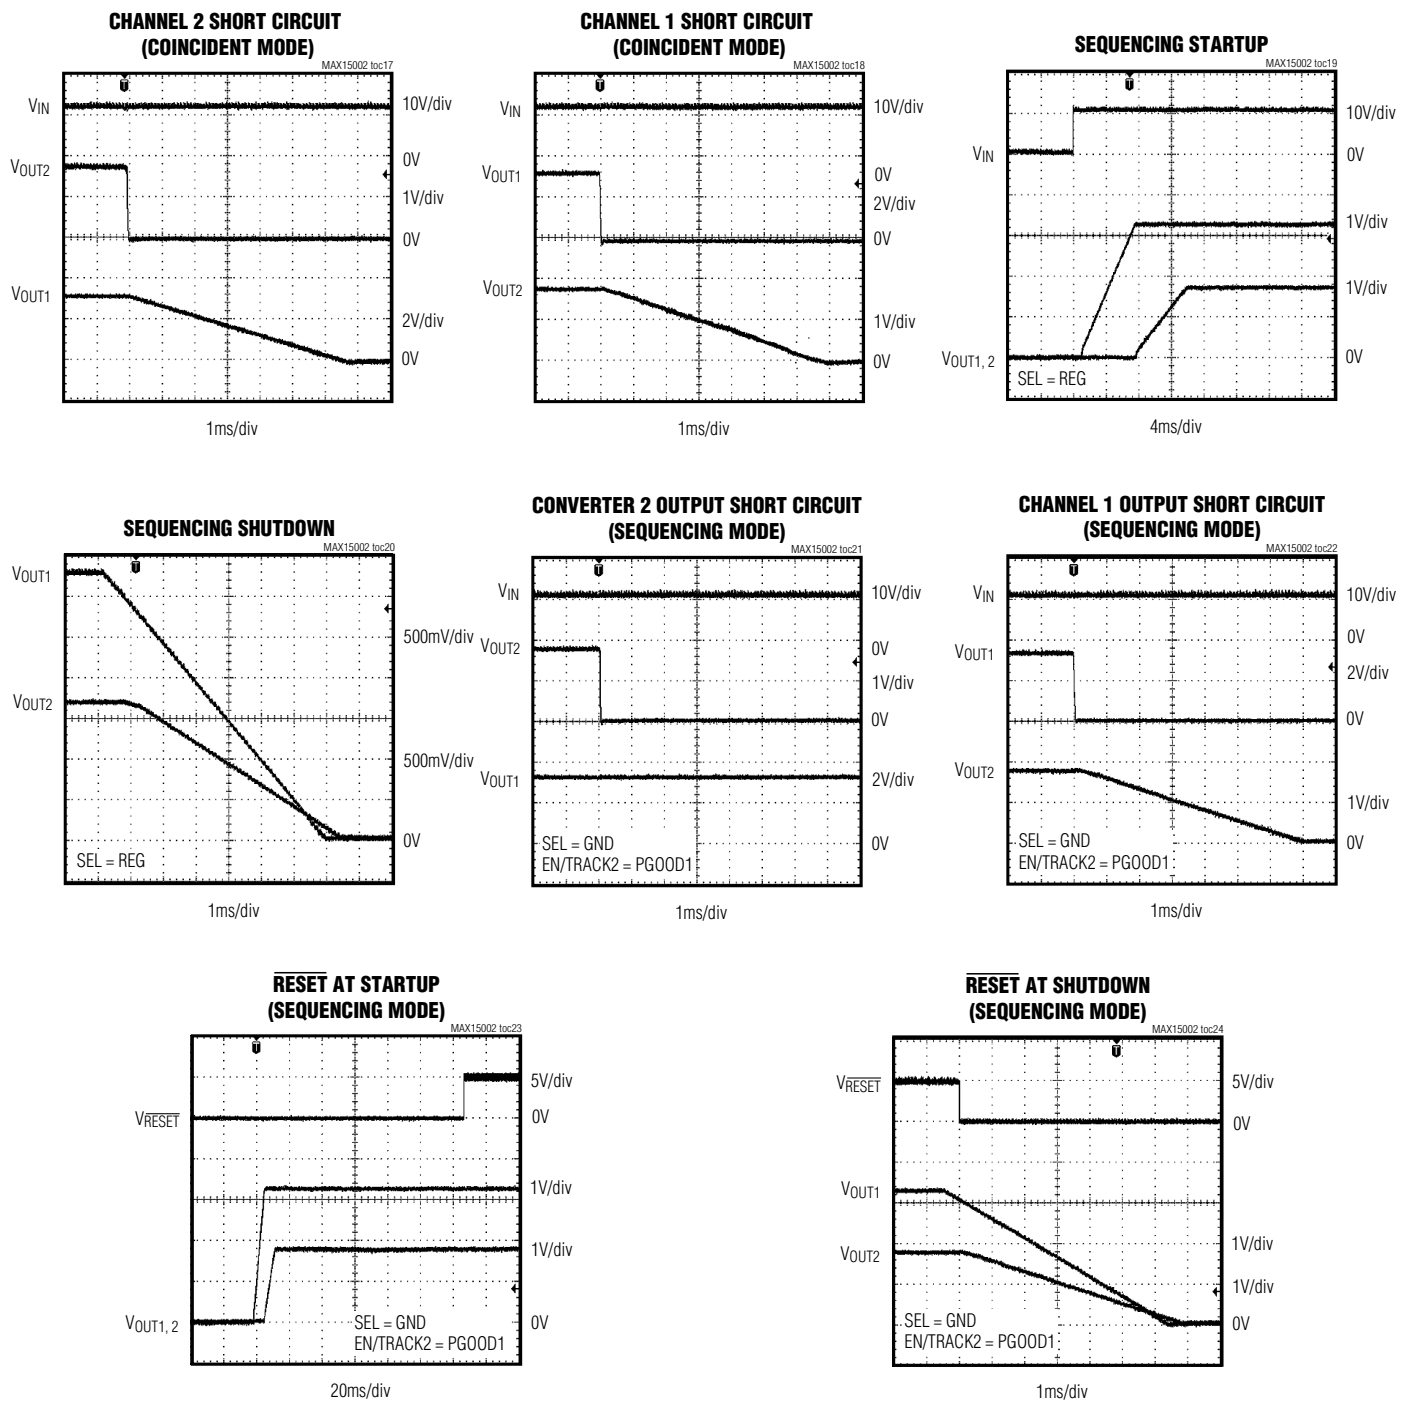 CHANNEL 2 SHORT CIRCUIT
(COINCIDENT MODE)
MAX15002 toc17
VIN
10V/div
0V
VOUT2
1V/div
0V
VOUT1
2V/div
0V
1ms/div
CHANNEL 1 SHORT CIRCUIT
(COINCIDENT MODE)
MAX15002 toc18
VIN
10V/div
VOUT1
0V
2V/div
0V
VOUT2
1V/div
0V
1ms/div
SEQUENCING STARTUP
MAX15002 toc19
10V/div
VIN
0V
1V/div
1V/div
VOUT1, 2
0V
SEL = REG
4ms/div
SEQUENCING SHUTDOWN
MAX15002 toc20
VOUT1
500mV/div
VOUT2
500mV/div
0V
SEL = REG
1ms/div
CONVERTER 2 OUTPUT SHORT CIRCUIT
(SEQUENCING MODE)
MAX15002 toc21
VIN
10V/div
VOUT2
0V
1V/div
0V
VOUT1
2V/div
SEL = GND
0V
EN/TRACK2 = PGOOD1
1ms/div
CHANNEL 1 OUTPUT SHORT CIRCUIT
(SEQUENCING MODE)
MAX15002 toc22
VIN
10V/div
0V
VOUT1
2V/div
0V
VOUT2
1V/div
SEL = GND
0V
EN/TRACK2 = PGOOD1
1ms/div
RESET AT STARTUP
(SEQUENCING MODE)
MAX15002 toc23
5V/div
VRESET
0V
1V/div
1V/div
VOUT1, 2
SEL = GND
0V
EN/TRACK2 = PGOOD1
20ms/div
RESET AT SHUTDOWN
(SEQUENCING MODE)
MAX15002 toc24
VRESET
5V/div
0V
VOUT1
1V/div
VOUT2
1V/div
SEL = GND
0V
EN/TRACK2 = PGOOD1
1ms/div